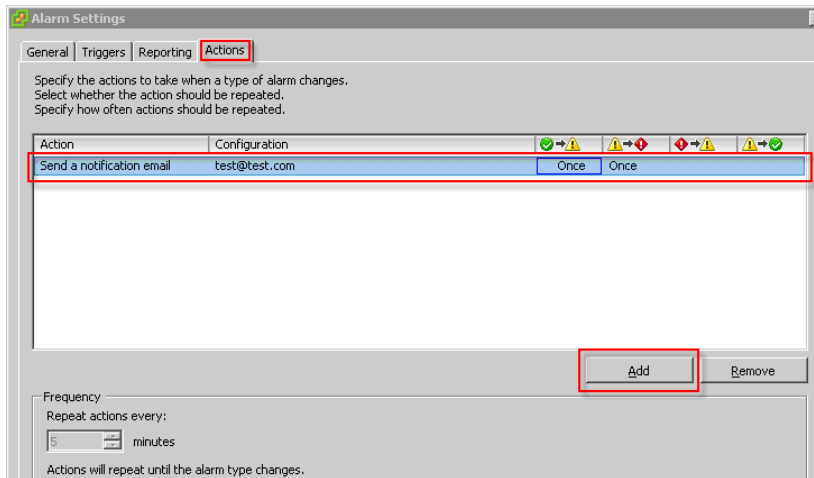 Alarm Settings
General Triggers Reporting Actions
Specify the actions to take when a type of alarm changes.
Select whether the action should be repeated.
Specify how often actions should be repeated.
Action Configuration
Send a notification email test@test.com Once Once
Add Remove
Frequency
Repeat actions every:
5 minutes
Actions will repeat until the alarm type changes.